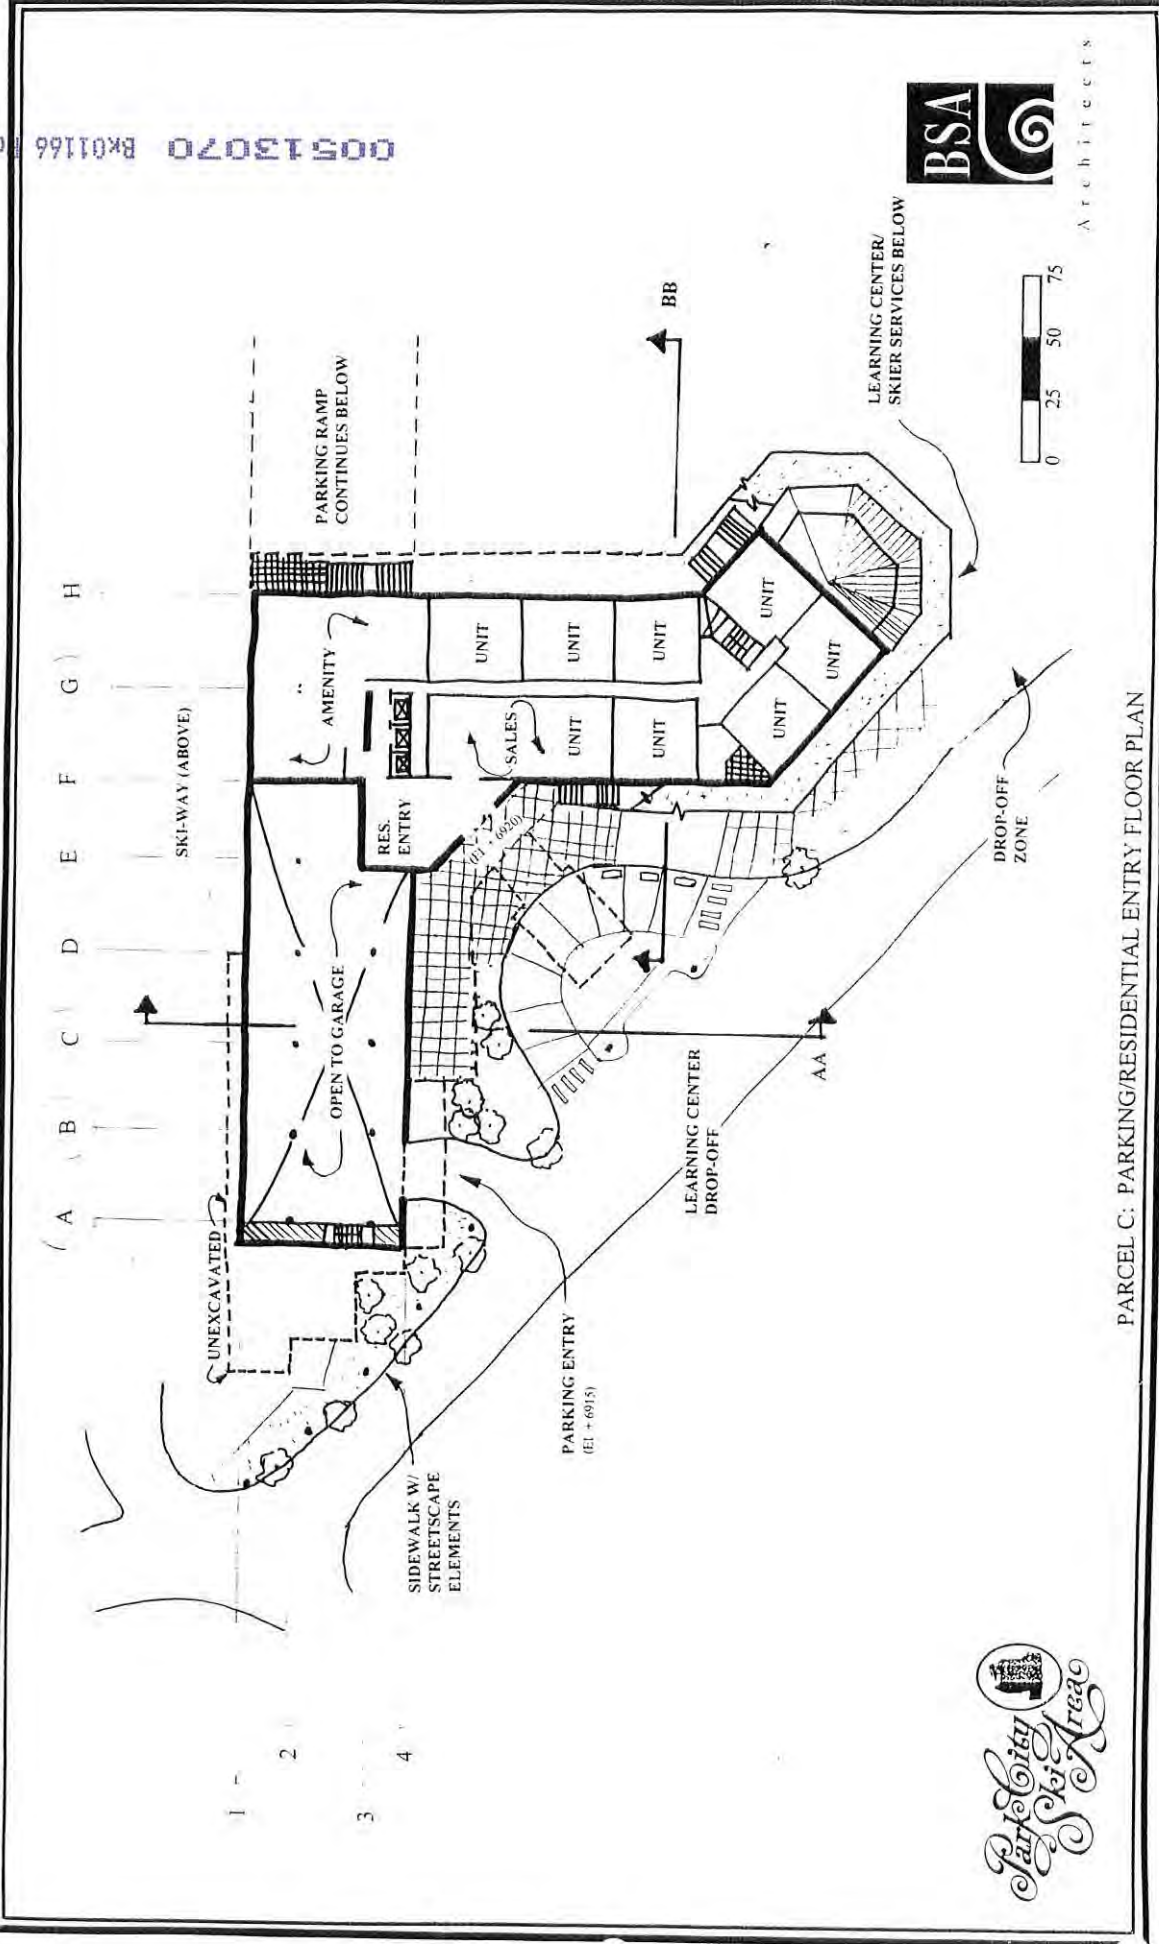 00513070 BK01166
BSA
Architects
A
B
C
D
E
F
G
H
1
2
3
4
SKI-WAY (ABOVE)
UNEXCAVATED
PARKING RAMP
CONTINUES BELOW
AMENITY
OPEN TO GARAGE
RES.
ENTRY
(El + 6920)
SALES
UNIT
UNIT
UNIT
UNIT
UNIT
UNIT
UNIT
UNIT
BB
AA
LEARNING CENTER/
SKIER SERVICES BELOW
DROP-OFF
ZONE
LEARNING CENTER
DROP-OFF
PARKING ENTRY
(El + 6915)
SIDEWALK W/
STREETSCAPE
ELEMENTS
0 25 50 75
Park City
Ski
Area
PARCEL C: PARKING/RESIDENTIAL ENTRY FLOOR PLAN